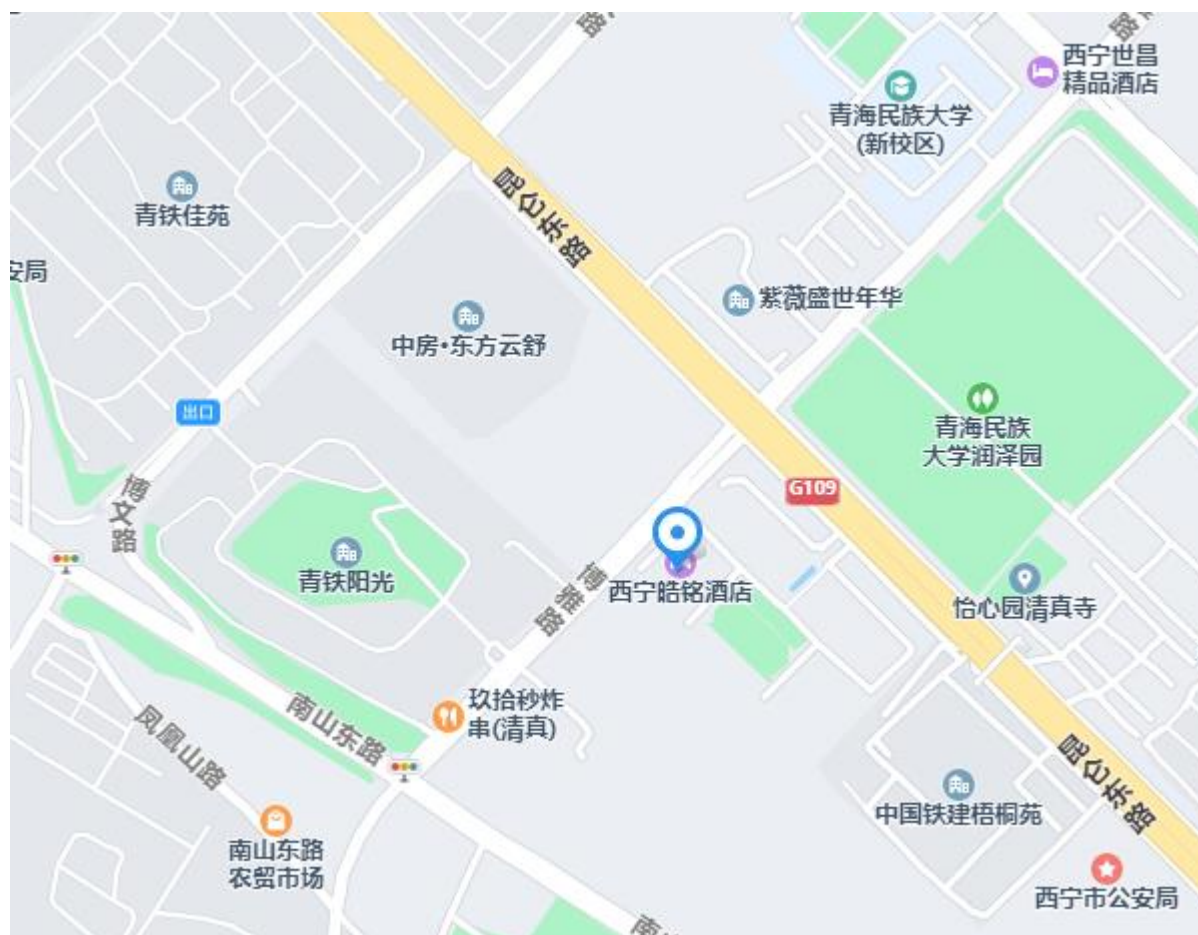 西宁世昌
精品酒店
路
路
青海民族大学
(新校区)
昆仑东路
青铁佳苑
安局
紫薇盛世年华
中房•东方云舒
出口
青海民族
大学润泽园
G109
博文路
青铁阳光
西宁皓铭酒店
博雅路
怡心园清真寺
玖拾秒炸
串(清真)
南山东路
凤凰山路
昆仑东路
中国铁建梧桐苑
南山东路
农贸市场
西宁市公安局
南